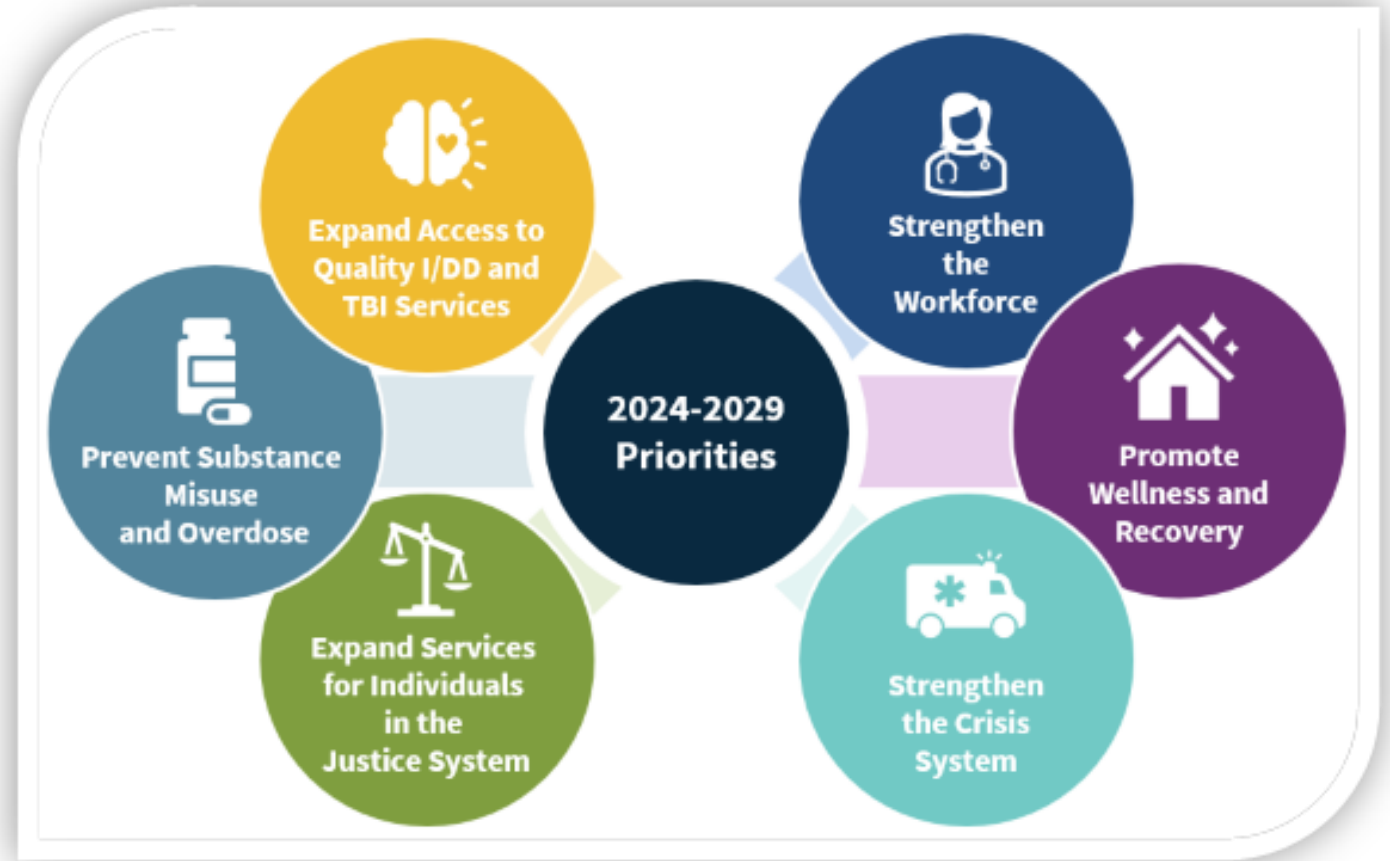 Expand Access to
Quality I/DD and
TBI Services
Strengthen
the
Workforce
Prevent Substance
Misuse
and Overdose
2024-2029
Priorities
Promote
Wellness and
Recovery
Expand Services
for Individuals
in the
Justice System
Strengthen
the Crisis
System